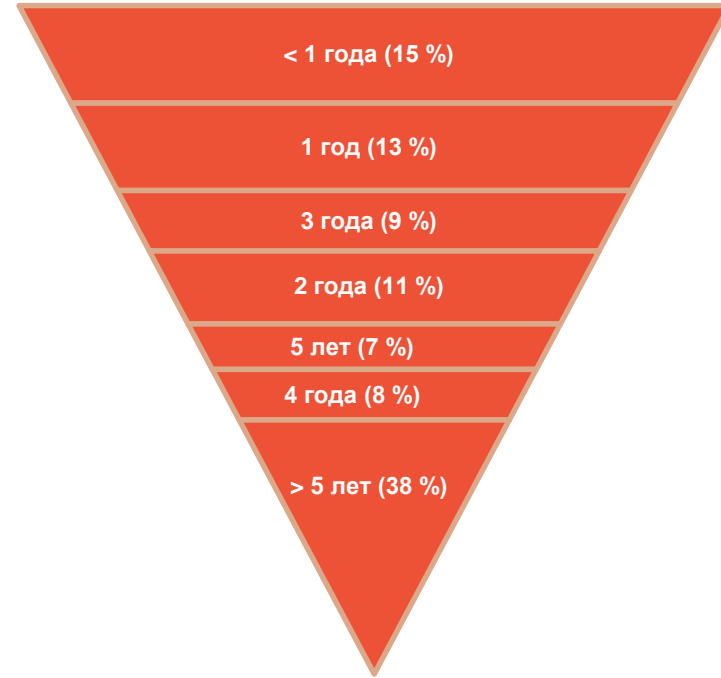 < 1 года (15 %)
1 год (13 %)
3 года (9 %)
2 года (11 %)
5 лет (7 %)
4 года (8 %)
> 5 лет (38 %)